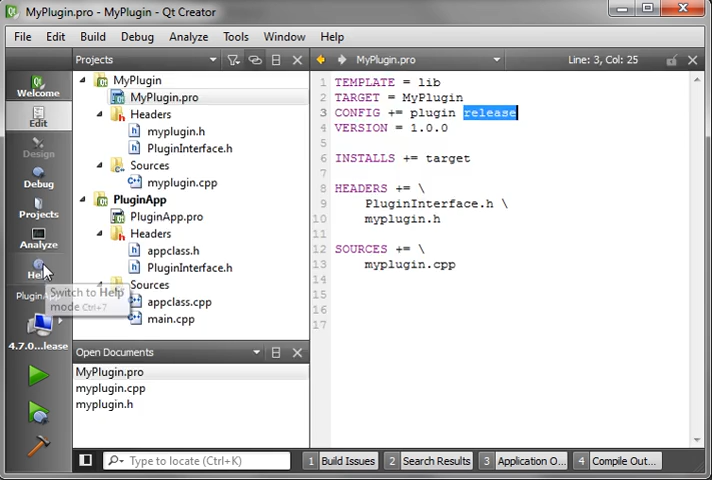 MyPlugin.pro - MyPlugin - Qt Creator
File Edit Build Debug Analyze Tools Window Help
Projects
MyPlugin.pro
Line: 3, Col: 25
Welcome
Edit
Design
Debug
Projects
Analyze
Help
Switch to Help
mode Ctrl+7
4.7.0...lease
MyPlugin
MyPlugin.pro
Headers
myplugin.h
PluginInterface.h
Sources
myplugin.cpp
PluginApp
PluginApp.pro
Headers
appclass.h
PluginInterface.h
Sources
appclass.cpp
main.cpp
Open Documents
MyPlugin.pro
myplugin.cpp
myplugin.h
1 TEMPLATE = lib
2 TARGET = MyPlugin
3 CONFIG += plugin release
4 VERSION = 1.0.0
5
6 INSTALLS += target
7
8 HEADERS += \
9 PluginInterface.h \
10 myplugin.h
11
12 SOURCES += \
13 myplugin.cpp
14
15
16
17
Type to locate (Ctrl+K)
1 Build Issues
2 Search Results
3 Application O...
4 Compile Out...